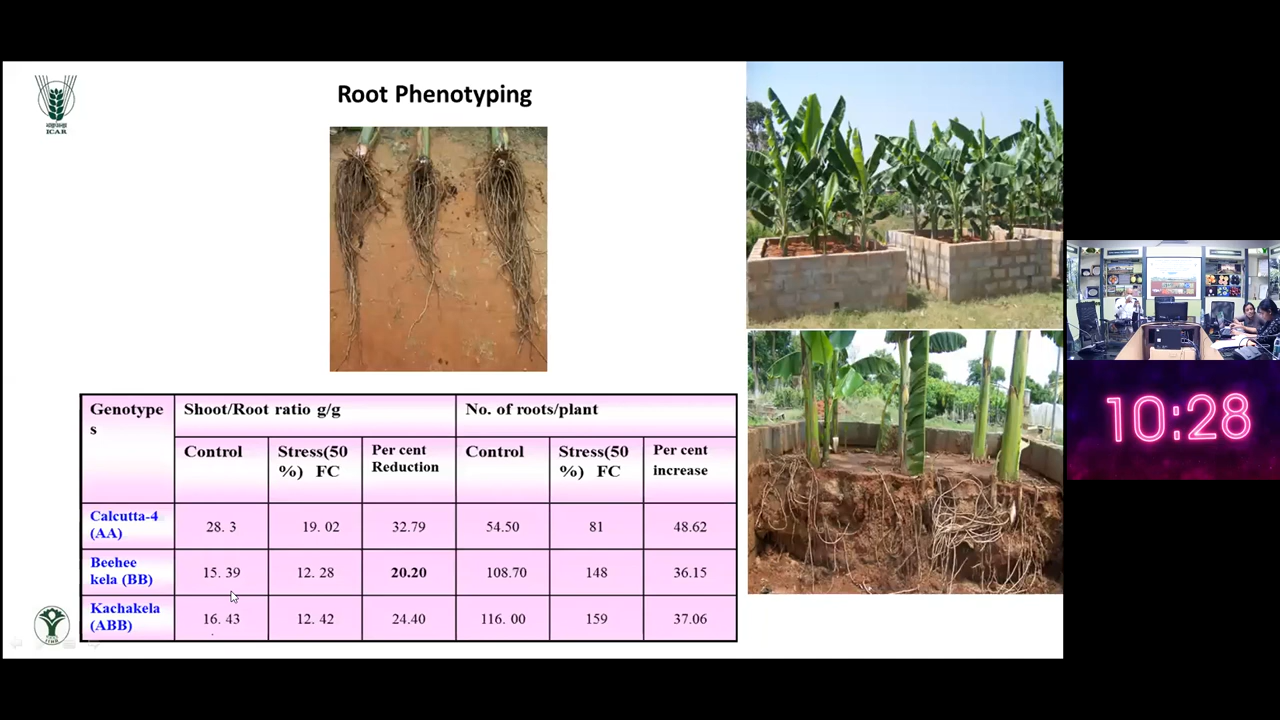 Root Phenotyping
ICAR
Genotype
s
Shoot/Root ratio g/g
No. of roots/plant
Control
Stress(50
%) FC
Per cent
Reduction
Control
Stress(50
%) FC
Per cent
increase
Calcutta-4
(AA)
28. 3
19. 02
32.79
54.50
81
48.62
Beehee
kela (BB)
15. 39
12. 28
20.20
108.70
148
36.15
Kachakela
(ABB)
16. 43
12. 42
24.40
116. 00
159
37.06
10:28